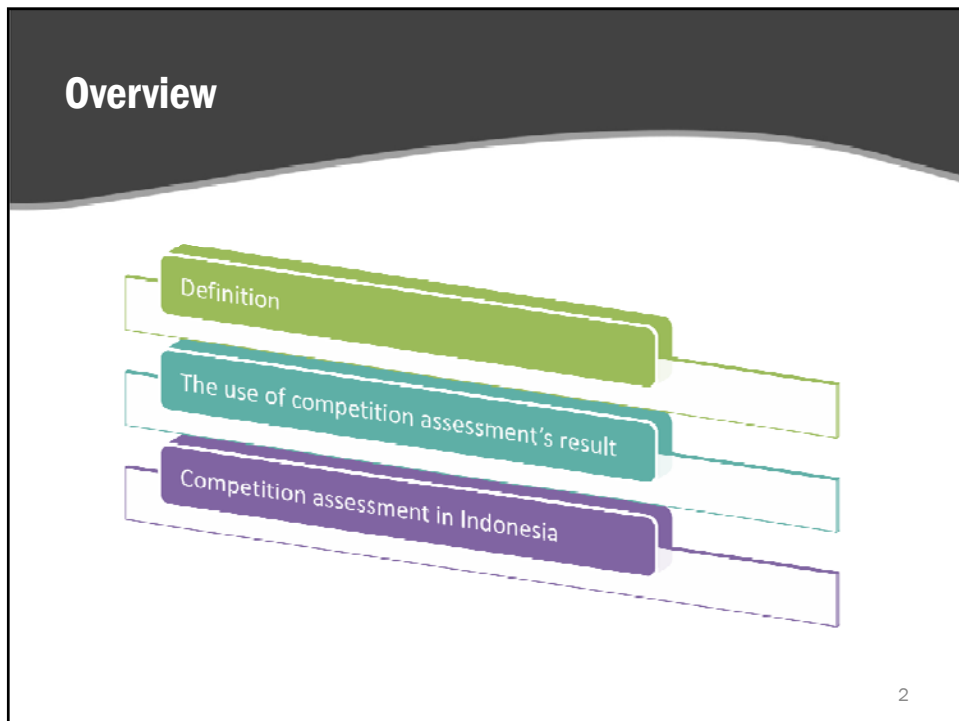 Overview
Definition
The use of competition assessment's result
Competition assessment in Indonesia
2